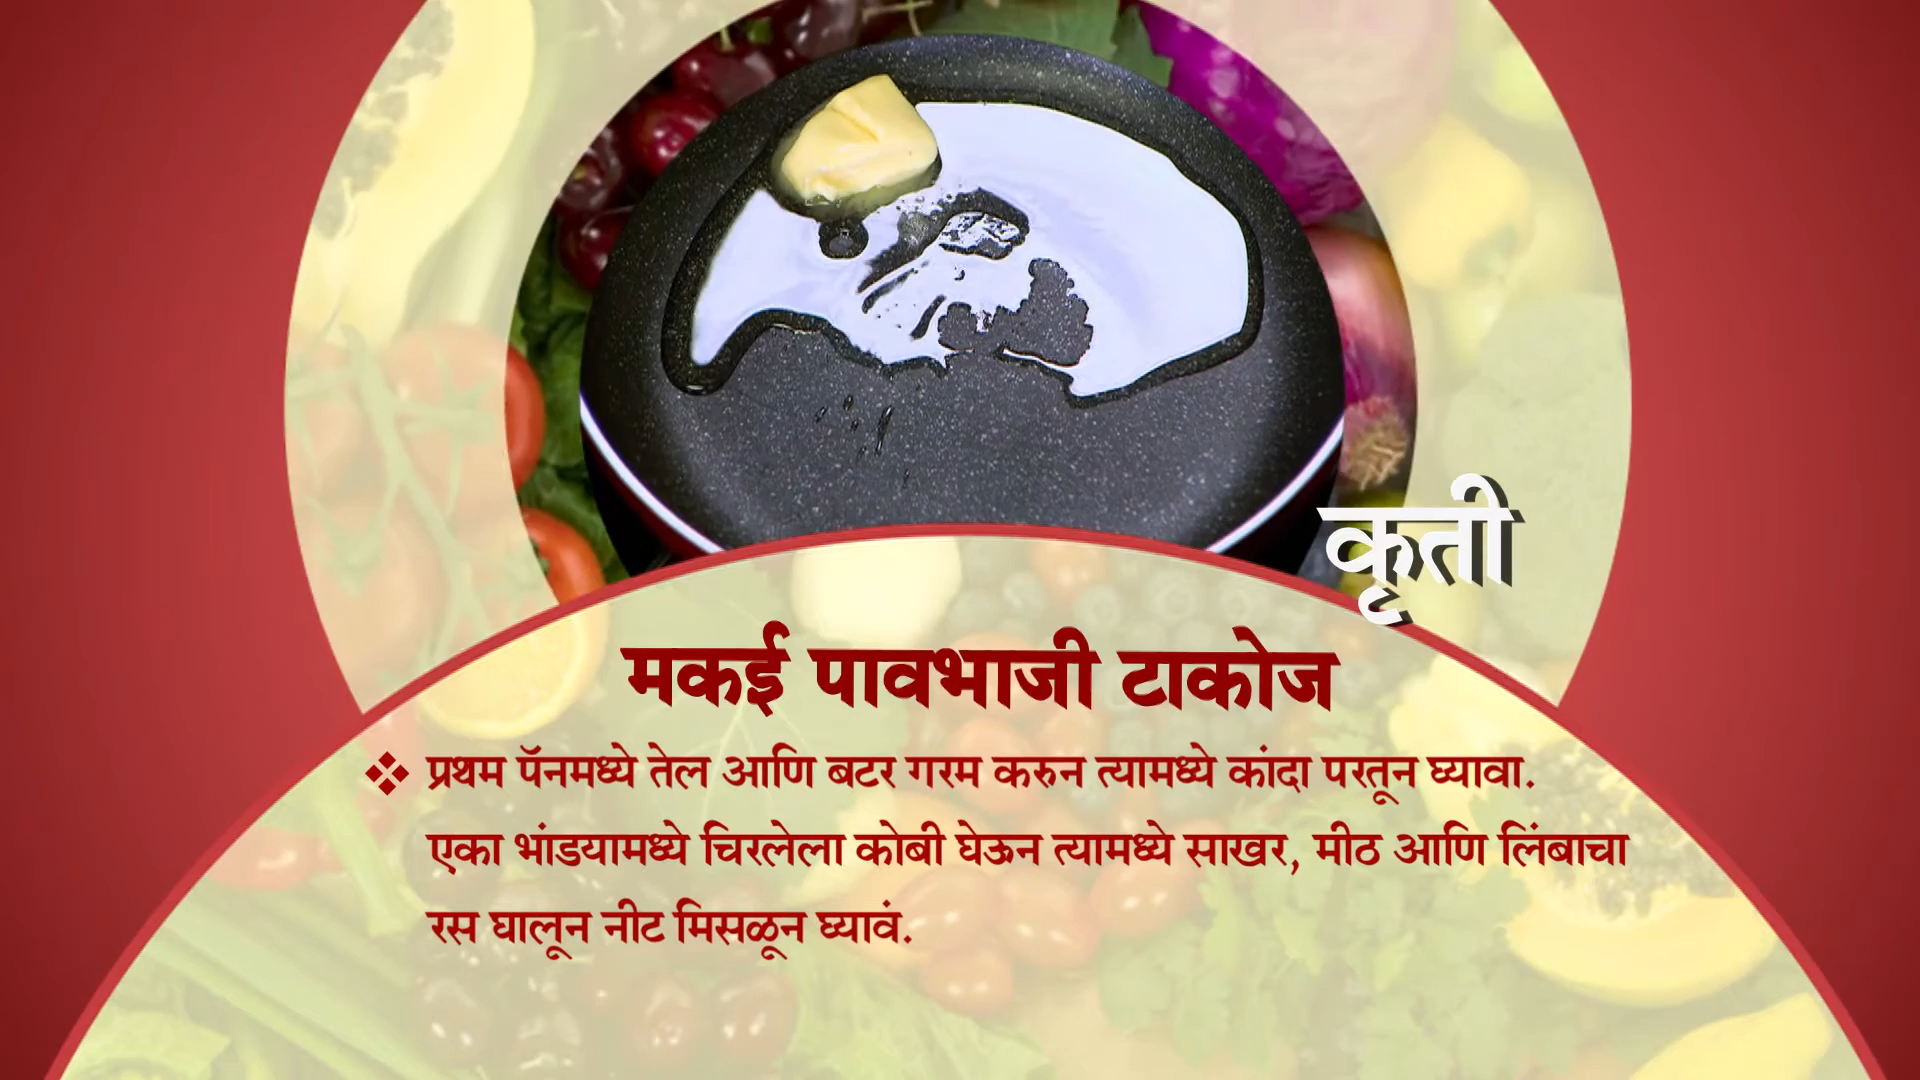 कृती
मकई पावभाजी टाकोज
❖ प्रथम पॅनमध्ये तेल आणि बटर गरम करुन त्यामध्ये कांदा परतून घ्यावा.
एका भांडयामध्ये चिरलेला कोबी घेऊन त्यामध्ये साखर, मीठ आणि लिंबाचा
रस घालून नीट मिसळून घ्यावं.